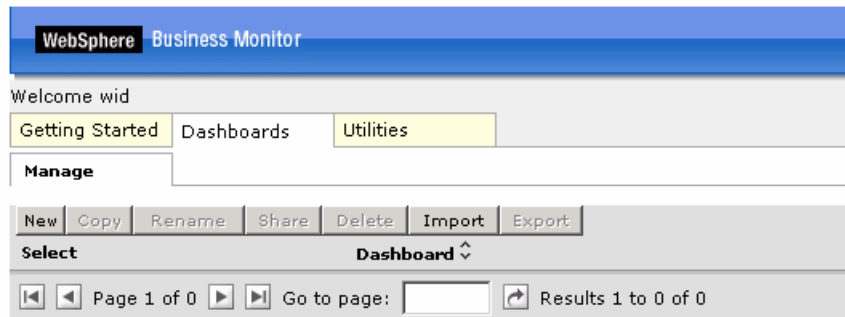 WebSphere Business Monitor
Welcome wid
Getting Started Dashboards Utilities
Manage
New Copy Rename Share Delete Import Export
Select Dashboard
Page 1 of 0 Go to page: Results 1 to 0 of 0